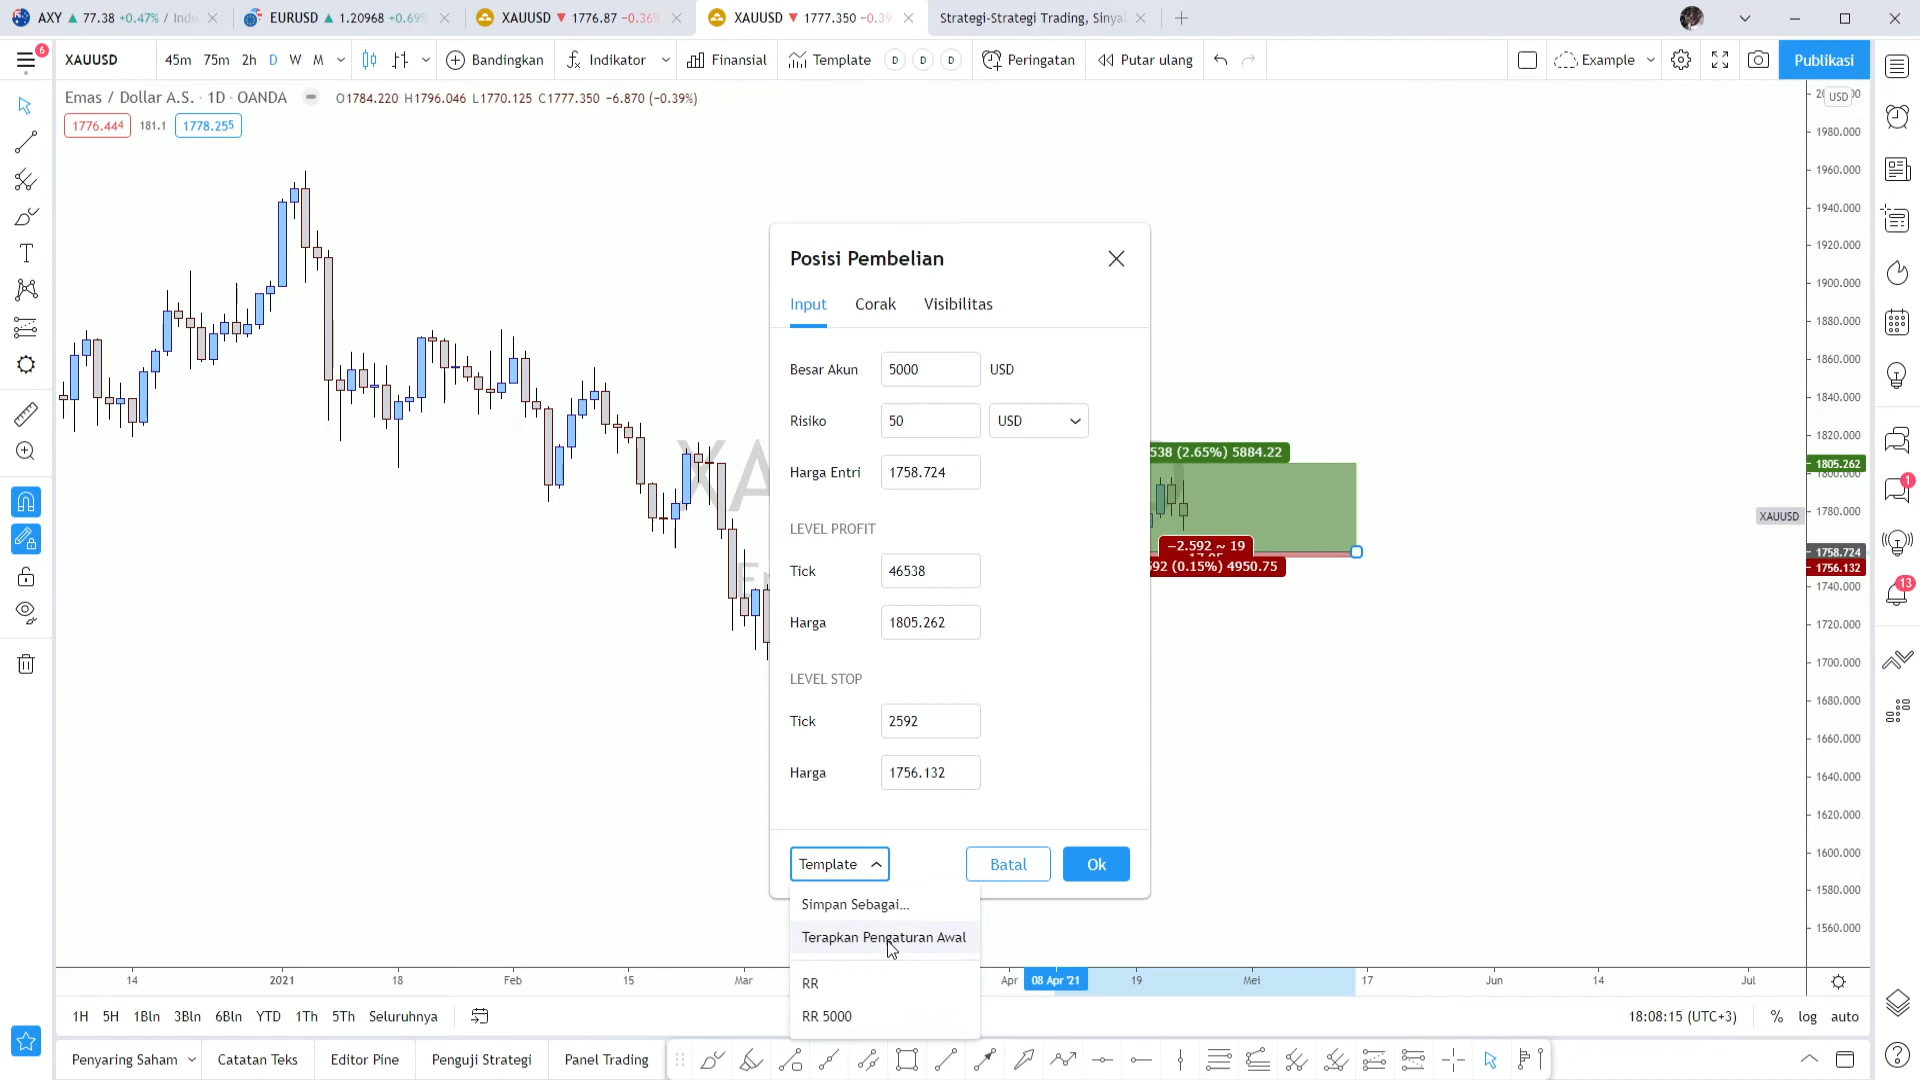 AXY ▲ 77.38 +0.47% / Inde
EURUSD ▲ 1.20968 +0.69%
XAUUSD ▼ 1776.87 −0.36%
XAUUSD ▼ 1777.350 −0.39
Strategi-Strategi Trading, Sinyal
6
XAUUSD
45m 75m 2h D W M
Bandingkan
Indikator
Finansial
Template
D D D
Peringatan
Putar ulang
Example
Publikasi
Emas / Dollar A.S. · 1D · OANDA
O1784.220 H1796.046 L1770.125 C1777.350 −6.870 (−0.39%)
1776.444 181.1 1778.255
USD
1980.000
1960.000
1940.000
1920.000
1900.000
1880.000
1860.000
1840.000
1820.000
1805.262
1780.000
XAUUSD
1758.724
1756.132
1740.000
1720.000
1700.000
1680.000
1660.000
1640.000
1620.000
1600.000
1580.000
1560.000
XA
538 (2.65%) 5884.22
−2.592 ~ 19
592 (0.15%) 4950.75
Posisi Pembelian
Input Corak Visibilitas
Besar Akun 5000 USD
Risiko 50 USD
Harga Entri 1758.724
LEVEL PROFIT
Tick 46538
Harga 1805.262
LEVEL STOP
Tick 2592
Harga 1756.132
Template Batal Ok
Simpan Sebagai...
Terapkan Pengaturan Awal
RR
RR 5000
1
13
14 2021 18 Feb 15 Mar Apr 08 Apr '21 19 Mei 17 Jun 14 Jul
1H 5H 1Bln 3Bln 6Bln YTD 1Th 5Th Seluruhnya
18:08:15 (UTC+3) % log auto
Penyaring Saham Catatan Teks Editor Pine Penguji Strategi Panel Trading